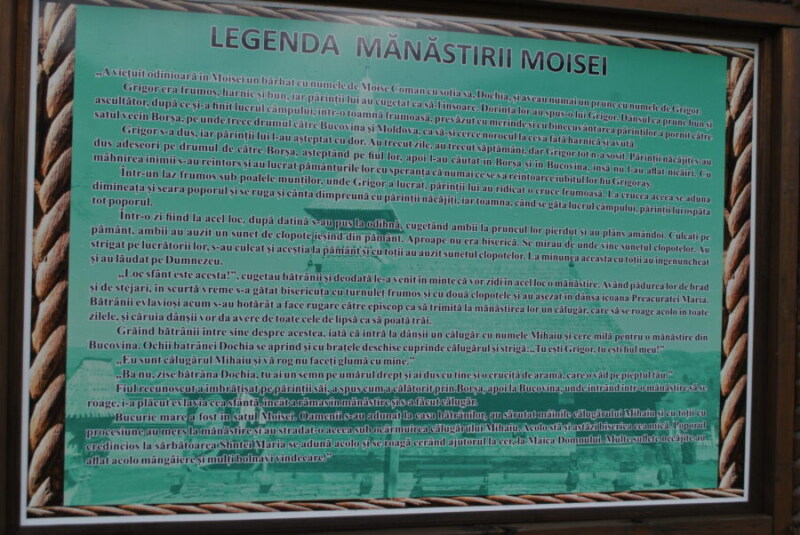 LEGENDA MĂNĂSTIRII MOISEI
„A viețuit odinioară în Moisei un bărbat cu numele de Moise Coman cu soția sa, Dochia, și aveau numai un prunc cu numele de Grigor.
Grigor era frumos, harnic și bun, iar părinții lui au cugetat ca să-l însoare. Dorința lor au spus-o lui Grigor. Dânsul ca prunc bun și
ascultător, după ce și-a finit lucrul câmpului, într-o toamnă frumoasă, prevăzut cu merinde și cu binecuvântarea părinților a pornit către
satul vecin Borșa, pe unde trece drumul către Bucovina și Moldova, ca să-și cerce norocul la ceva fată harnică și avută.
Grigor s-a dus, iar părinții lui l-au așteptat cu dor. Au trecut zile, au trecut săptămâni, dar Grigor tot n-a sosit. Părinții năcăjiți s-au
dus adeseori pe drumul de către Borșa, așteptând pe fiul lor, apoi l-au căutat în Borșa și în Bucovina, însă nu l-au aflat nicăiri. Cu
mâhnirea inimii s-au reîntors și au lucrat pământurile lor cu speranța că numai ce se va reîntoarce iubitul lor fiu Grigoraș.
Într-un laz frumos sub poalele munților, unde Grigor a lucrat, părinții lui au ridicat o cruce frumoasă. La crucea aceea se aduna
dimineața și seara poporul și se ruga și cânta dimpreună cu părinții năcăjiți, iar toamna, când se gâta lucrul câmpului, părinții lui ospăta
tot poporul.
Într-o zi fiind la acel loc, după datină s-au pus la odihnă, cugetând ambii la pruncul lor pierdut și au plâns amândoi. Culcați pe
pământ, ambii au auzit un sunet de clopote ieșind din pământ. Aproape nu era biserică. Se mirau de unde vine sunetul clopotelor. Au
strigat pe lucrătorii lor, s-au culcat și aceștia la pământ și cu toții au auzit sunetul clopotelor. La minunea aceasta cu toții au îngenuncheat
și au lăudat pe Dumnezeu.
„Loc sfânt este acesta!”, cugetau bătrânii și deodată le-a venit în minte că vor zidi în acel loc o mănăstire. Având pădurea lor de brad
și de stejari, în scurtă vreme s-a gătat bisericuța cu turnuleț frumos și cu două clopotele și au așezat în dânsa icoana Preacuratei Maria.
Bătrânii evlavioși acum s-au hotărât a face rugare către episcop ca să trimită la mănăstirea lor un călugăr, care să se roage acolo în toate
zilele, și căruia dânșii vor da avere de toate cele de lipsă ca să poată trăi.
Grăind bătrânii între sine despre acestea, iată că intră la dânșii un călugăr cu numele Mihaiu și cere milă pentru o mănăstire din
Bucovina. Ochii bătrânei Dochia se aprind și cu brațele deschise cuprinde călugărul și strigă: „Tu ești Grigor, tu ești fiul meu!”
„Eu sunt călugărul Mihaiu și vă rog nu faceți glumă cu mine.”
„Ba nu, zise bătrâna Dochia, tu ai un semn pe umărul drept și ai dus cu tine și o cruciță de aramă, care o văd pe pieptul tău”
Fiul recunoscut a îmbrățișat pe părinții săi, a spus cum a călătorit prin Borșa, apoi la Bucovina, unde intrând într-o mănăstire să se
roage, i-a plăcut evlavia cea sfântă, încât a rămas în mănăstire și s-a făcut călugăr.
Bucurie mare a fost în satul Moisei. Oamenii s-au adunat la casa bătrânilor, au sărutat mâinile călugărului Mihaiu și cu toții cu
procesiune au mers la mănăstire și au stradat-o aceea sub ocârmuirea călugărului Mihaiu. Acolo stă și astăzi biserica cea mică. Poporul
credincios la sărbătoarea Sfintei Maria se adună acolo și se roagă cerând ajutorul la cer, la Maica Domnului. Multe suflete necăjite au
aflat acolo mângâiere și mulți bolnavi vindecare.”